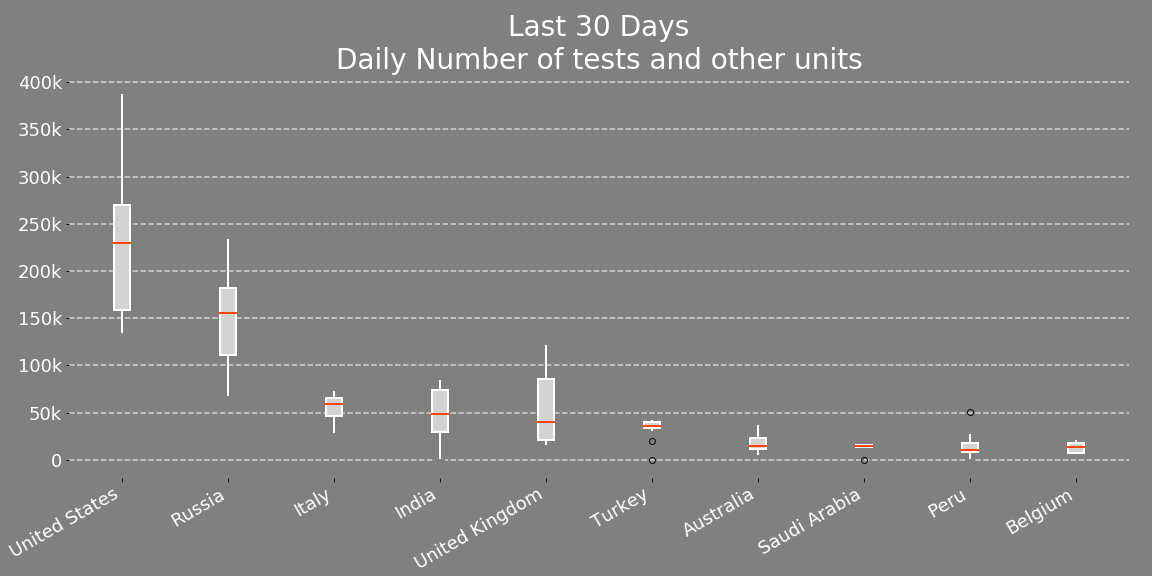 Last 30 Days
Daily Number of tests and other units
400k
350k
300k
250k
200k
150k
100k
50k
0
United States
Russia
Italy
India
United Kingdom
Turkey
Australia
Saudi Arabia
Peru
Belgium